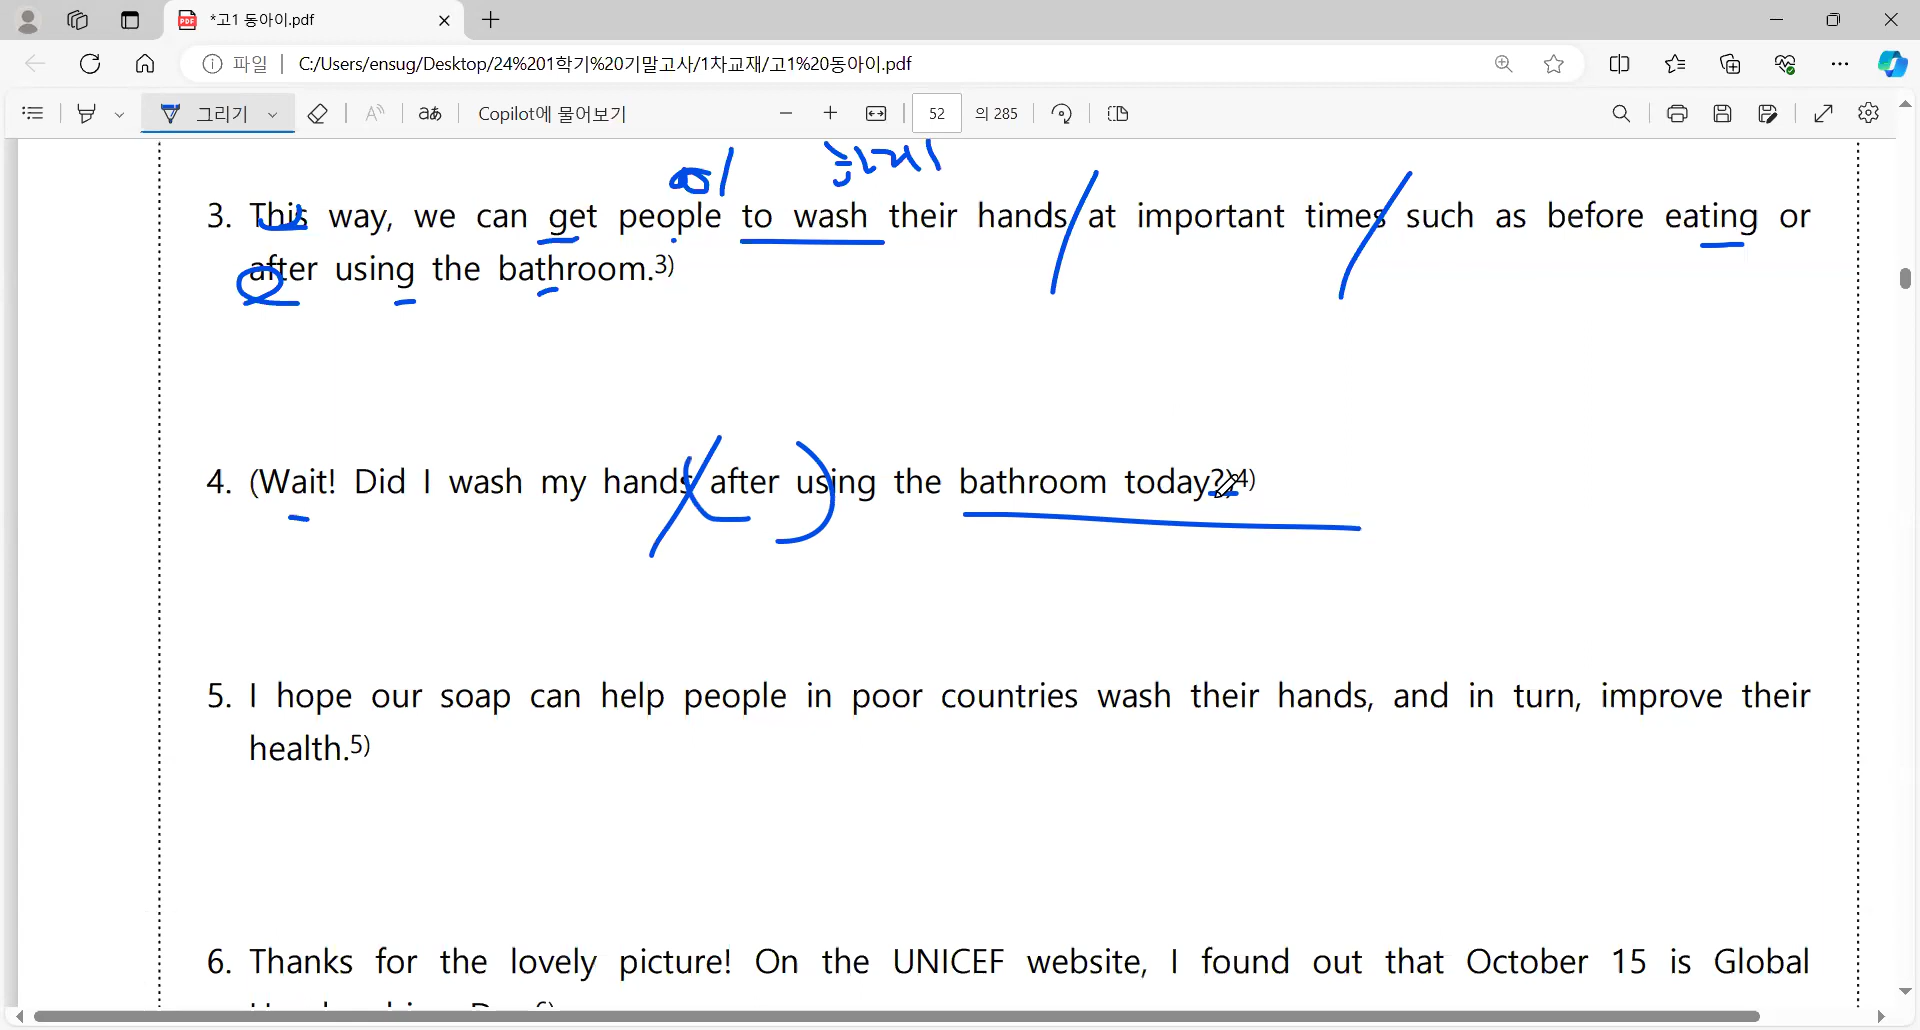 *고1 동아이.pdf
파일 C:/Users/ensug/Desktop/24%201학기%20기말고사/1차교재/고1%20동아이.pdf
그리기 aあ Copilot에 물어보기 52 의 285
3. This way, we can get people to wash their hands at important times such as before eating or
after using the bathroom.3)
4. (Wait! Did I wash my hands after using the bathroom today?)4)
5. I hope our soap can help people in poor countries wash their hands, and in turn, improve their
health.5)
6. Thanks for the lovely picture! On the UNICEF website, I found out that October 15 is Global